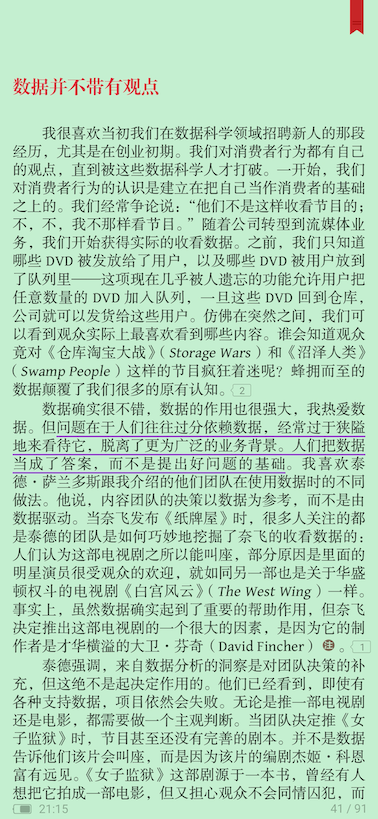 数据并不带有观点
我很喜欢当初我们在数据科学领域招聘新人的那段
经历，尤其是在创业初期。我们对消费者行为都有自己
的观点，直到被这些数据科学人才打破。一开始，我们
对消费者行为的认识是建立在把自己当作消费者的基础
之上的。我们经常争论说：“他们不是这样收看节目的；
不，不，我不那样看节目。”随着公司转型到流媒体业
务，我们开始获得实际的收看数据。之前，我们只知道
哪些 DVD 被发放给了用户，以及哪些 DVD 被用户放到
了队列里——这项现在几乎被人遗忘的功能允许用户把
任意数量的 DVD 加入队列，一旦这些 DVD 回到仓库，
公司就可以发货给这些用户。仿佛在突然之间，我们可
以看到观众实际上最喜欢看到哪些内容。谁会知道观众
竟对《仓库淘宝大战》（Storage Wars）和《沼泽人类》
（Swamp People）这样的节目疯狂着迷呢？蜂拥而至的
数据颠覆了我们很多的原有认知。 2
数据确实很不错，数据的作用也很强大，我热爱数
据。但问题在于人们往往过分依赖数据，经常过于狭隘
地来看待它，脱离了更为广泛的业务背景。人们把数据
当成了答案，而不是提出好问题的基础。我喜欢泰
德·萨兰多斯跟我介绍的他们团队在使用数据时的不同
做法。他说，内容团队的决策以数据为参考，而不是由
数据驱动。当奈飞发布《纸牌屋》时，很多人关注的都
是泰德的团队是如何巧妙地挖掘了奈飞的收看数据的：
人们认为这部电视剧之所以能叫座，部分原因是里面的
明星演员很受观众的欢迎，就如同另一部也是关于华盛
顿权斗的电视剧《白宫风云》（The West Wing）一样。
事实上，虽然数据确实起到了重要的帮助作用，但奈飞
决定推出这部电视剧的一个很大的因素，是因为它的制
作者是才华横溢的大卫·芬奇（David Fincher）注。 1
泰德强调，来自数据分析的洞察是对团队决策的补
充，但这绝不是起决定作用的。他们已经看到，即使有
各种支持数据，项目依然会失败。无论是推一部电视剧
还是电影，都需要做一个主观判断。当团队决定推《女
子监狱》时，节目甚至还没有完善的剧本。并不是数据
告诉他们该片会叫座，而是因为该片的编剧杰姬·科恩
富有远见。《女子监狱》这部剧源于一本书，曾经有人
想把它拍成一部电影，但又担心观众不会同情囚犯，而
21:15 41 / 91